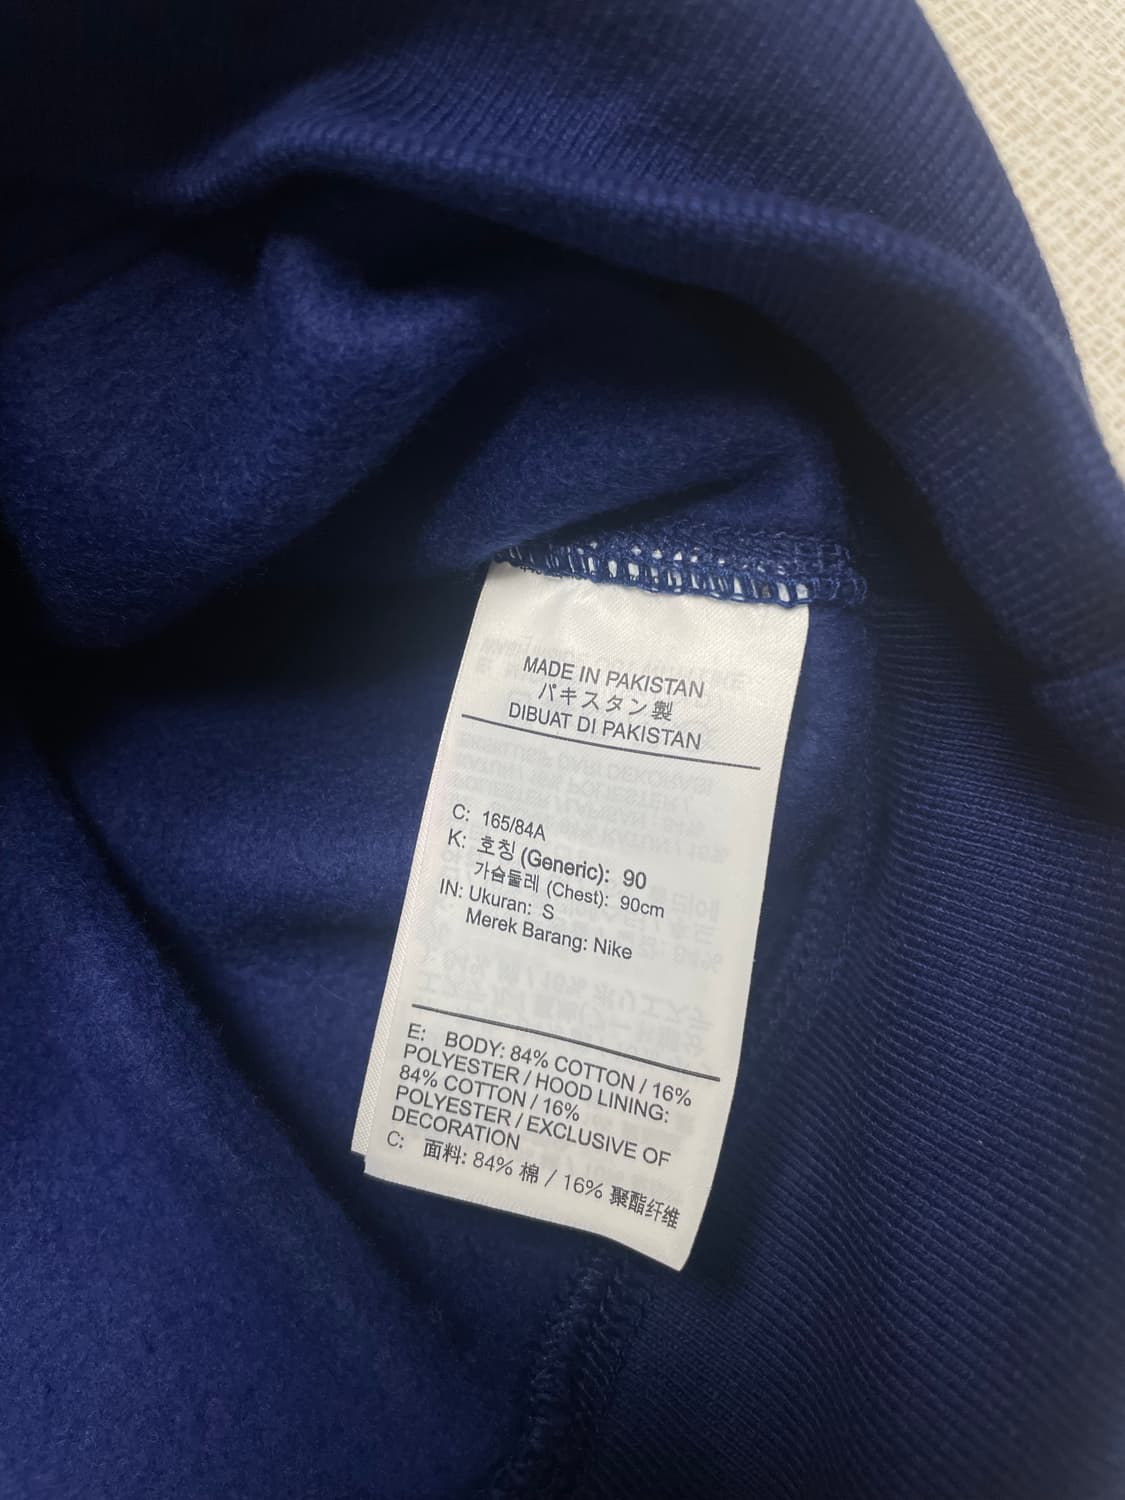 MADE IN PAKISTAN
パキスタン製
DIBUAT DI PAKISTAN
C: 165/84A
K: 호칭 (Generic): 90
가슴둘레 (Chest): 90cm
IN: Ukuran: S
Merek Barang: Nike
E: BODY: 84% COTTON / 16%
POLYESTER / HOOD LINING:
84% COTTON / 16%
POLYESTER / EXCLUSIVE OF
DECORATION
C: 面料: 84% 棉 / 16% 聚酯纤维